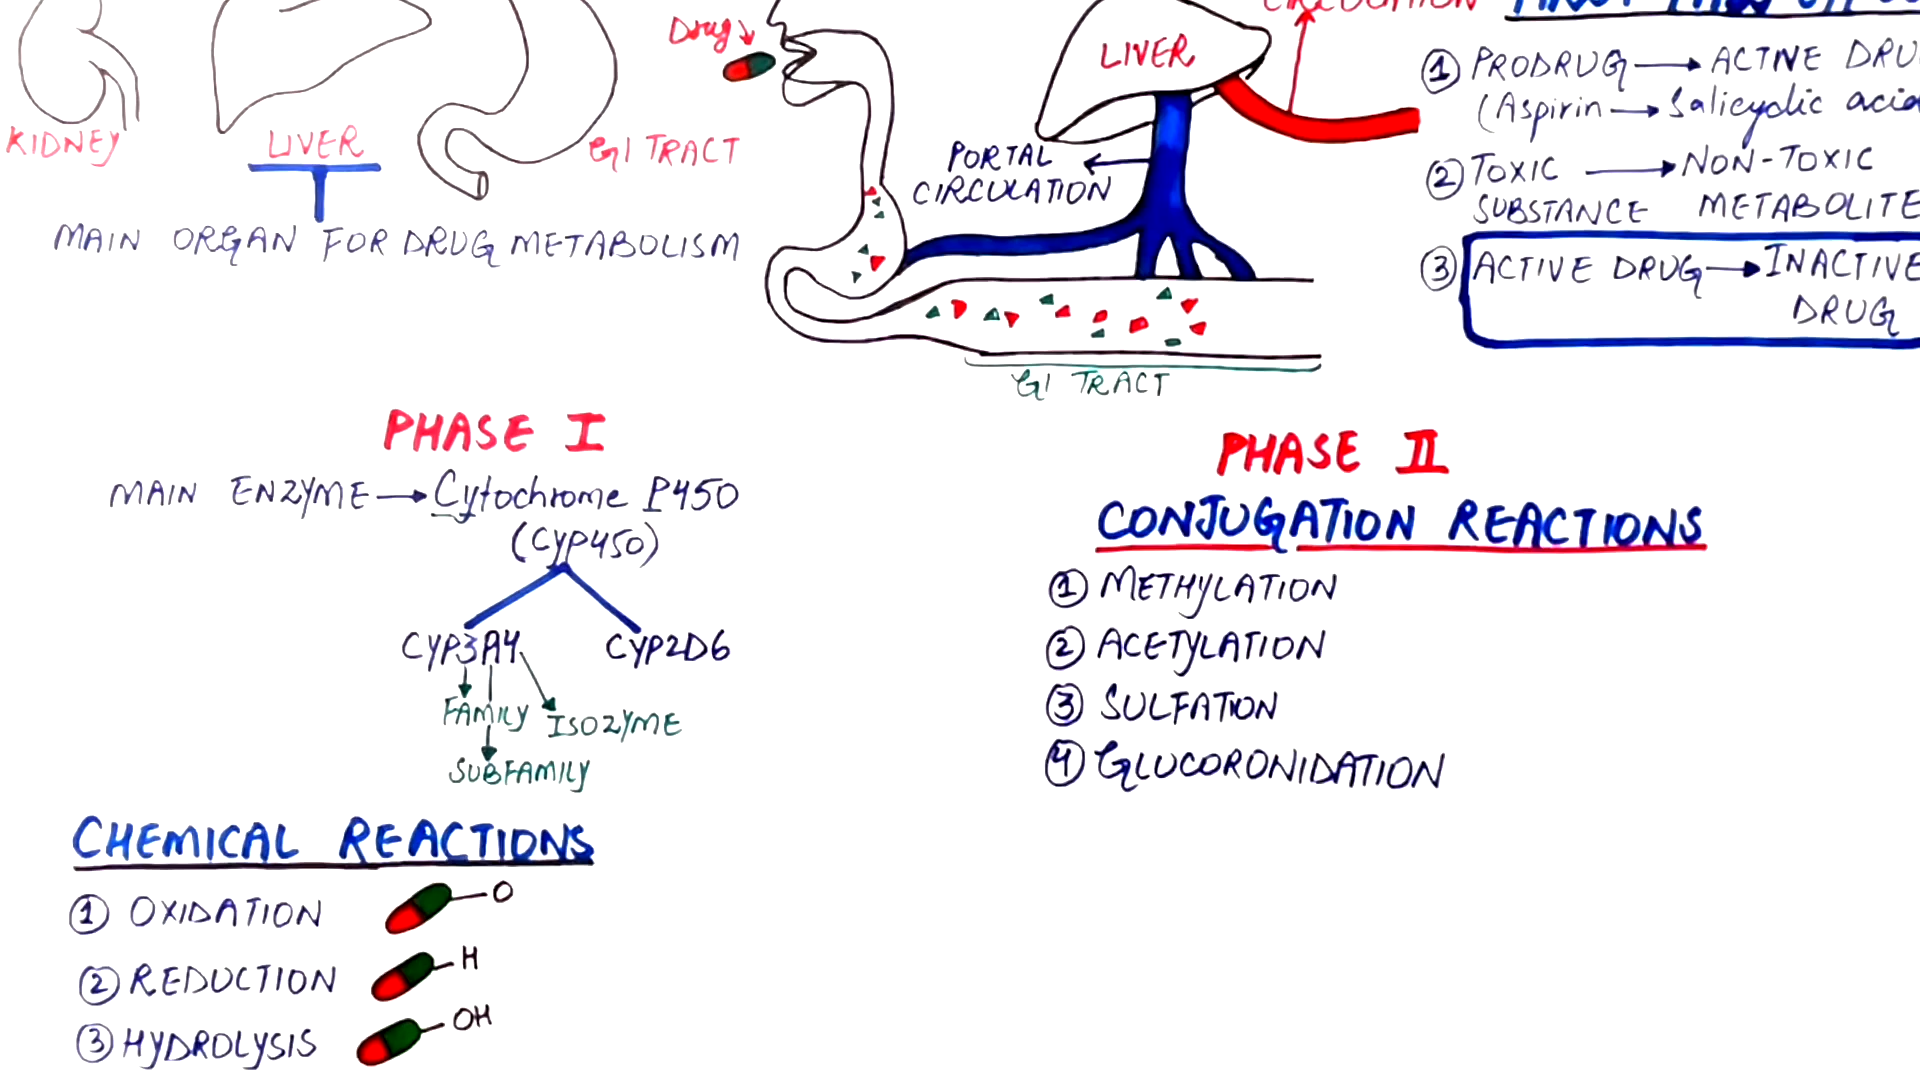 KIDNEY
LIVER
GI TRACT
MAIN ORGAN FOR DRUG METABOLISM
Drug
LIVER
PORTAL
CIRCULATION
GI TRACT
① PRODRUG → ACTIVE
(Aspirin → Salicyclic
② TOXIC → NON-TOXIC
SUBSTANCE
③ ACTIVE DRUG → INACTIVE
DRUG
PHASE I
MAIN ENZYME → Cytochrome P450
(CYP450)
CYP3A4
CYP2D6
FAMILY
ISOZYME
SUBFAMILY
CHEMICAL REACTIONS
① OXIDATION
O
② REDUCTION
H
③ HYDROLYSIS
OH
PHASE II
CONJUGATION REACTIONS
① METHYLATION
② ACETYLATION
③ SULFATION
④ GLUCORONIDATION